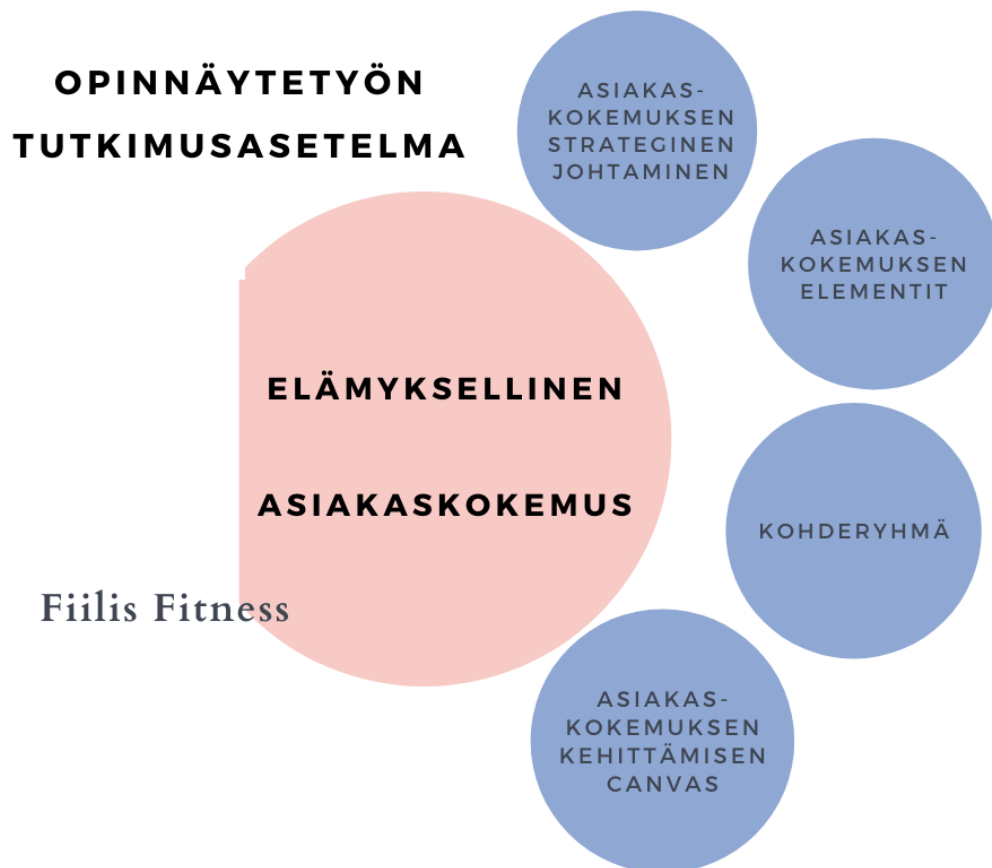 OPINNÄYTETYÖN
TUTKIMUSASETELMA
ASIAKAS-
KOKEMUKSEN
STRATEGINEN
JOHTAMINEN
ASIAKAS-
KOKEMUKSEN
ELEMENTIT
ELÄMYKSELLINEN
ASIAKASKOKEMUS
KOHDERYHMÄ
Fiilis Fitness
ASIAKAS-
KOKEMUKSEN
KEHITTÄMISEN
CANVAS